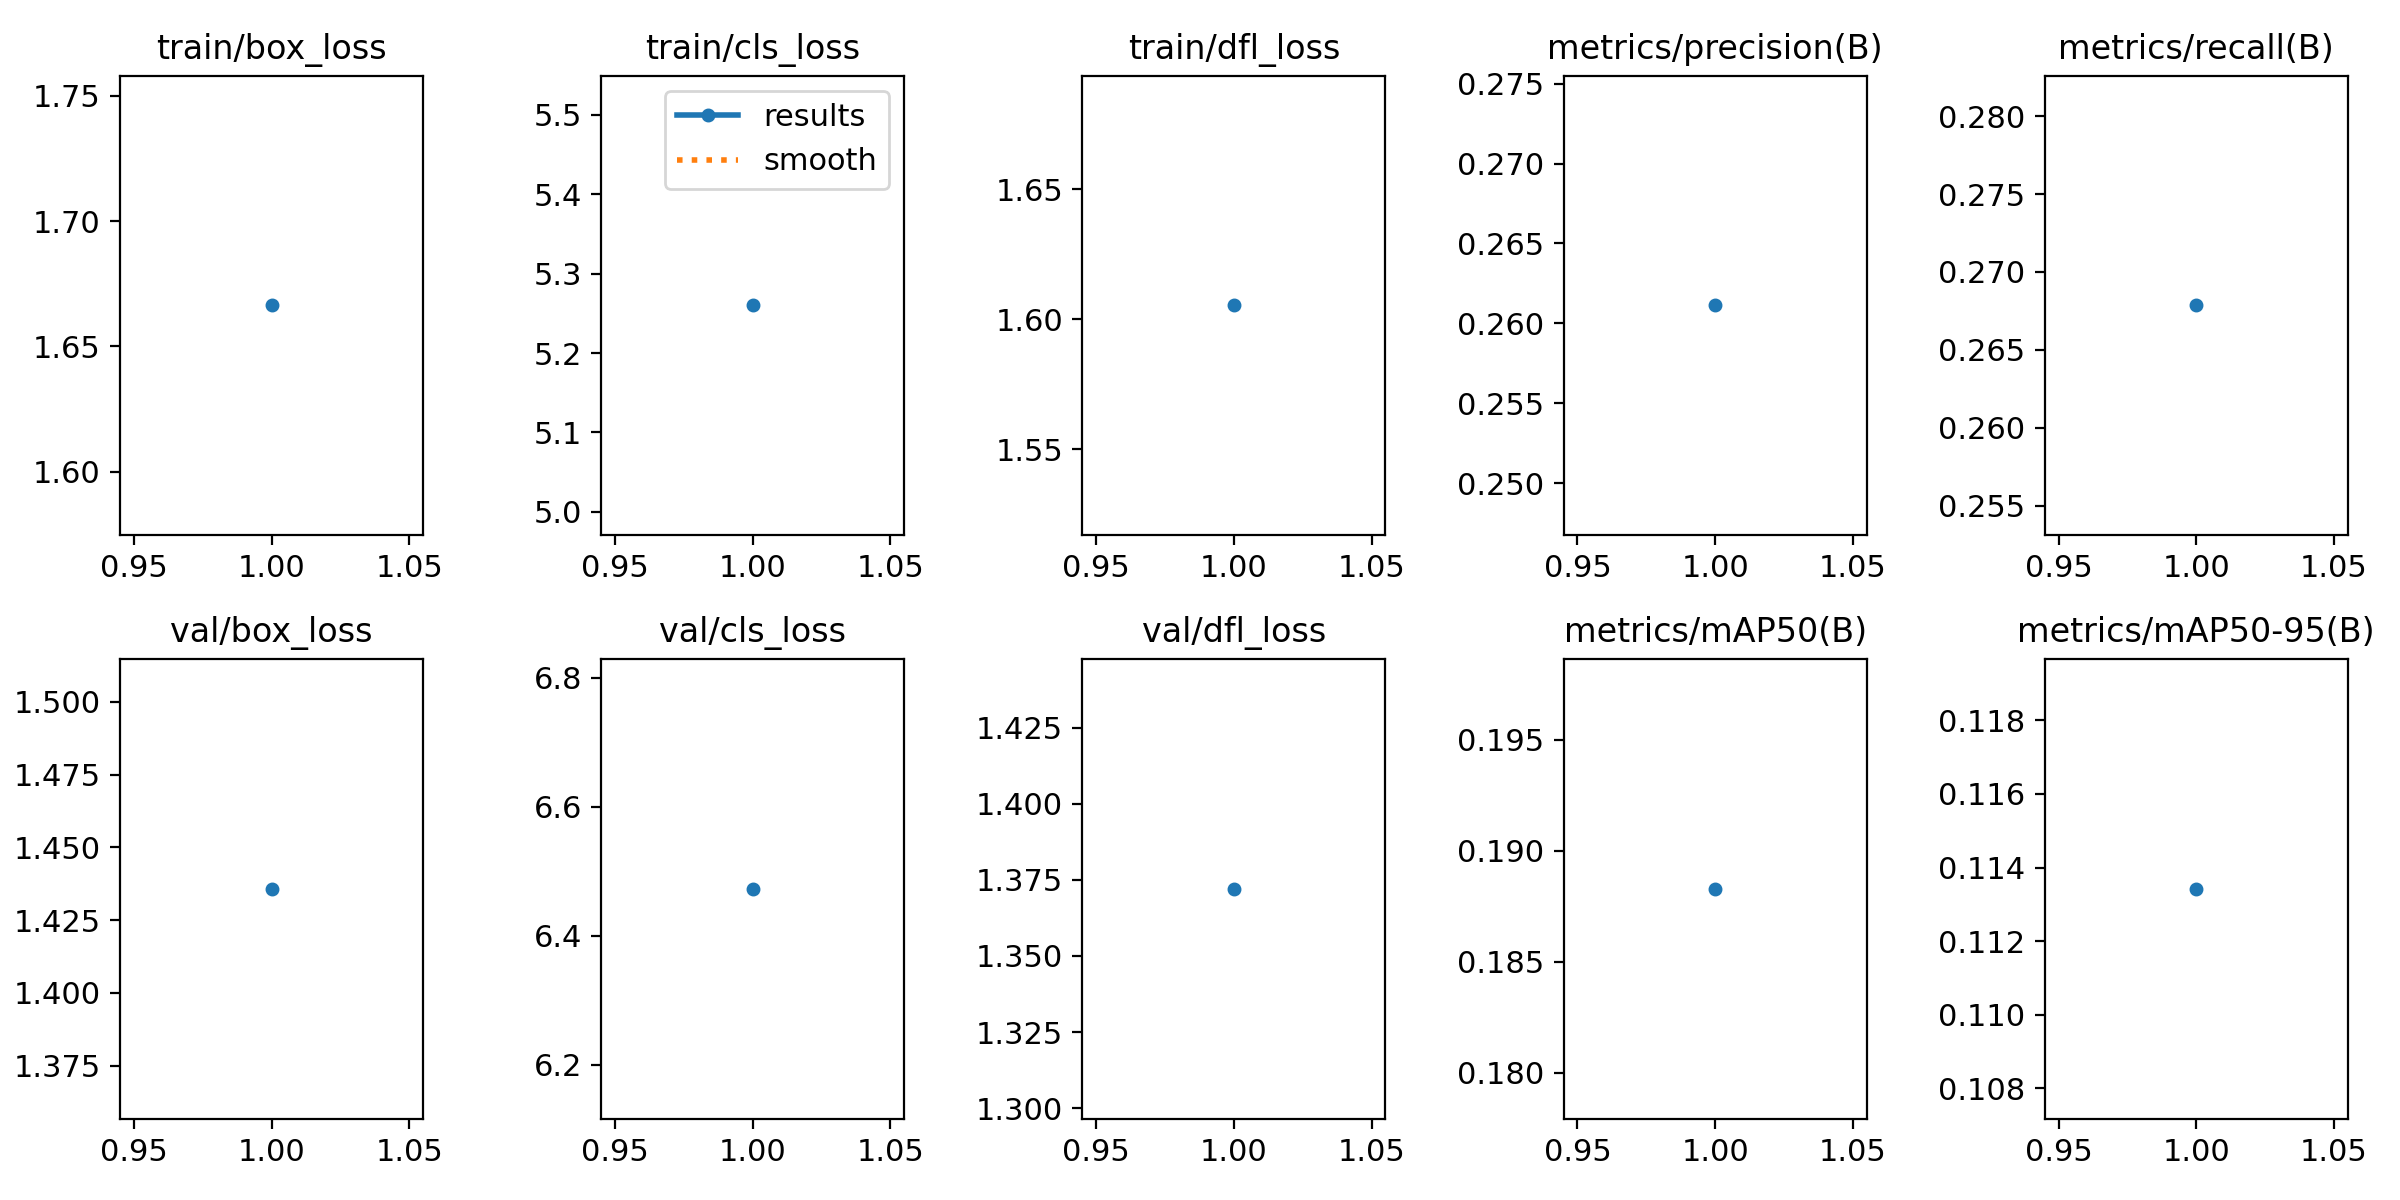 train/box_loss
1.75
1.70
1.65
1.60
0.95 1.00 1.05
train/cls_loss
results
smooth
5.5
5.4
5.3
5.2
5.1
5.0
0.95 1.00 1.05
train/dfl_loss
1.65
1.60
1.55
0.95 1.00 1.05
metrics/precision(B)
0.275
0.270
0.265
0.260
0.255
0.250
0.95 1.00 1.05
metrics/recall(B)
0.280
0.275
0.270
0.265
0.260
0.255
0.95 1.00 1.05
val/box_loss
1.500
1.475
1.450
1.425
1.400
1.375
0.95 1.00 1.05
val/cls_loss
6.8
6.6
6.4
6.2
0.95 1.00 1.05
val/dfl_loss
1.425
1.400
1.375
1.350
1.325
1.300
0.95 1.00 1.05
metrics/mAP50(B)
0.195
0.190
0.185
0.180
0.95 1.00 1.05
metrics/mAP50-95(B)
0.118
0.116
0.114
0.112
0.110
0.108
0.95 1.00 1.05